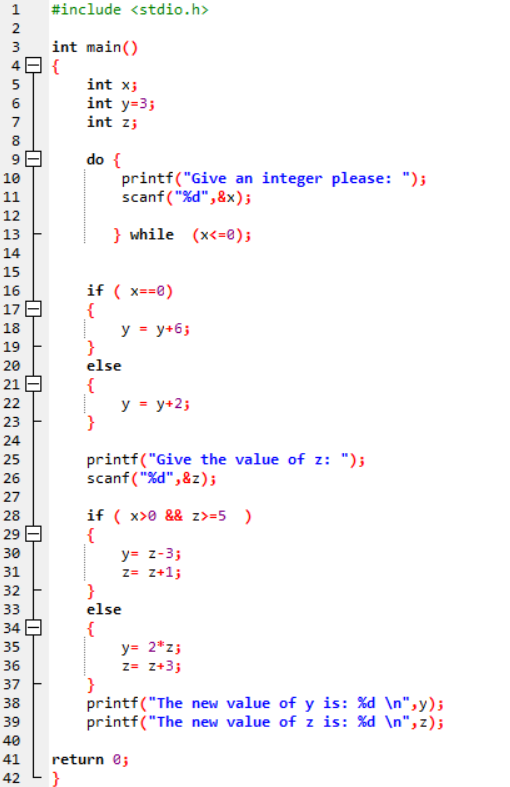 1 #include <stdio.h>
2
3 int main()
4 {
5 int x;
6 int y=3;
7 int z;
8
9 do {
10 printf("Give an integer please: ");
11 scanf("%d",&x);
12
13 } while  (x<=0);
14
15
16 if ( x==0)
17 {
18 y = y+6;
19 }
20 else
21 {
22 y = y+2;
23 }
24
25 printf("Give the value of z: ");
26 scanf("%d",&z);
27
28 if ( x>0 && z>=5  )
29 {
30 y= z-3;
31 z= z+1;
32 }
33 else
34 {
35 y= 2*z;
36 z= z+3;
37 }
38 printf("The new value of y is: %d \n",y);
39 printf("The new value of z is: %d \n",z);
40
41 return 0;
42 }